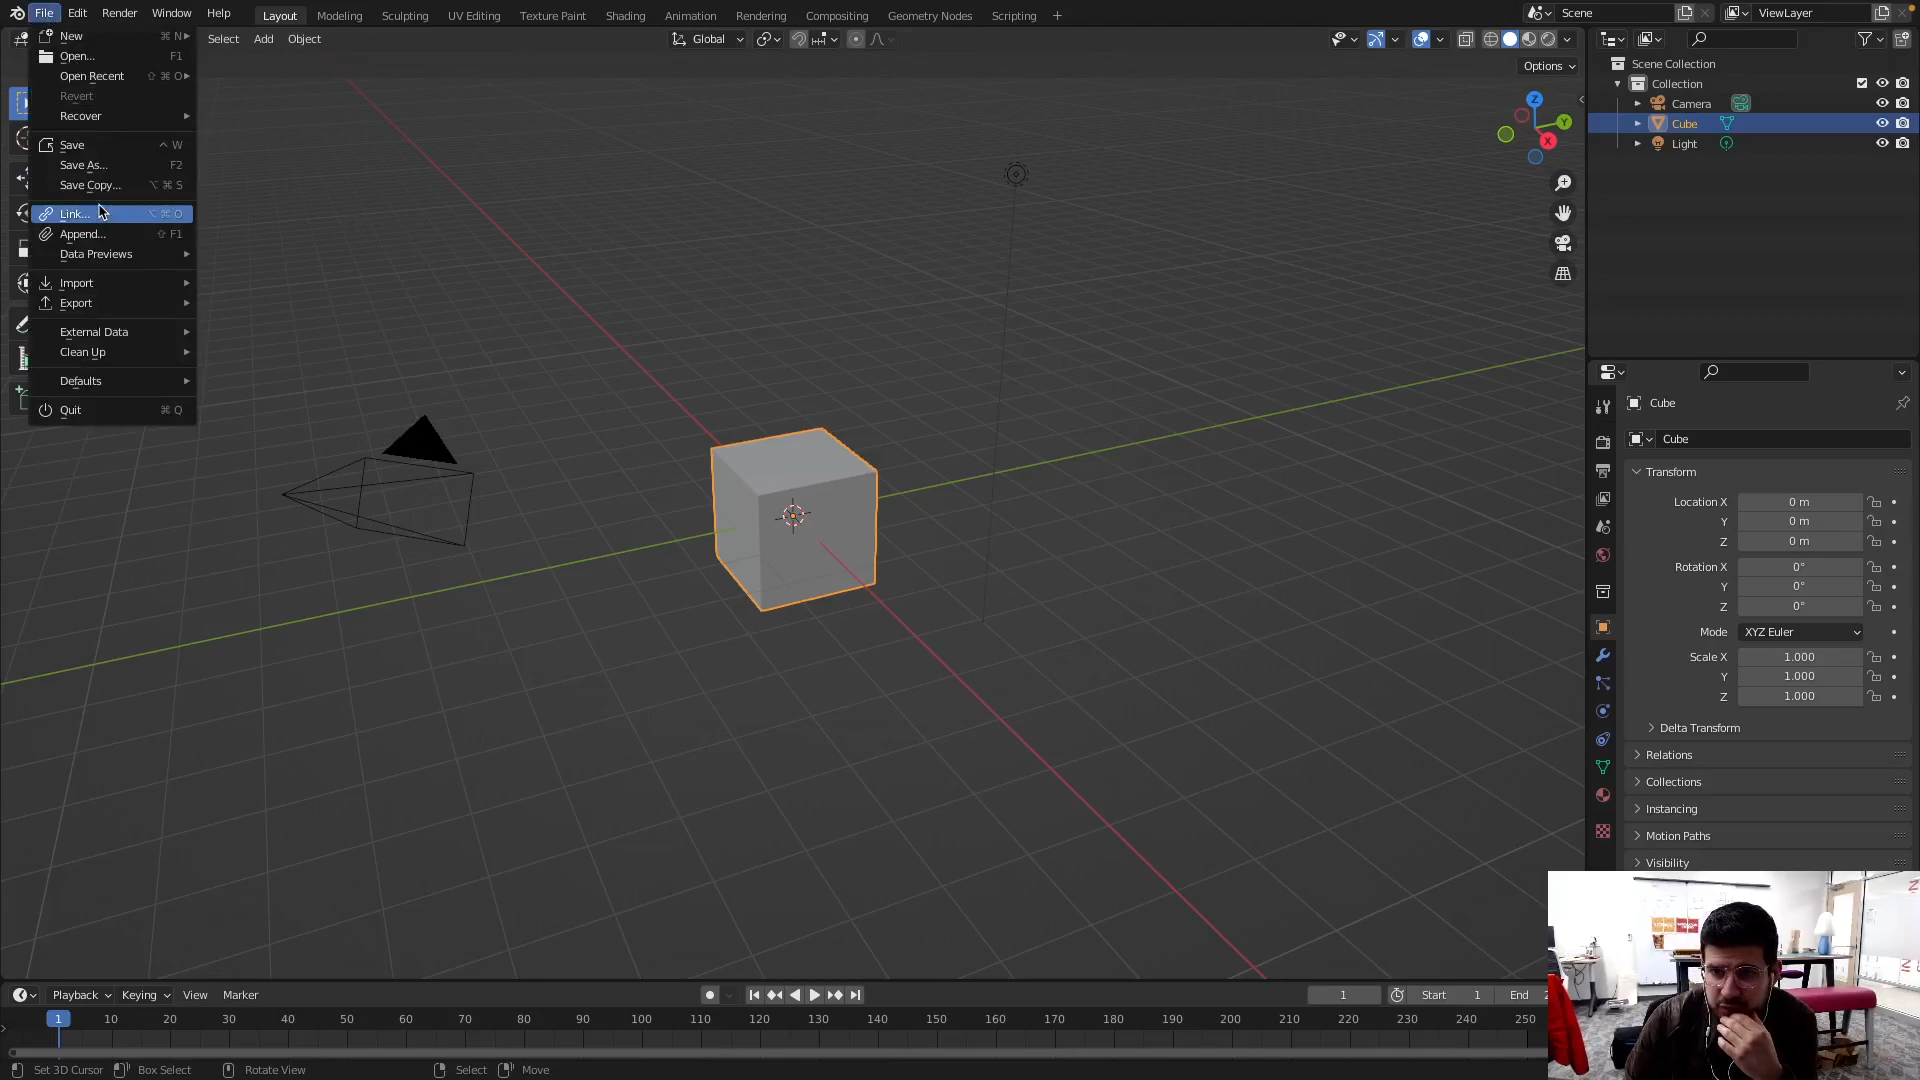 File Edit Render Window Help
Layout Modeling Sculpting UV Editing Texture Paint Shading Animation Rendering Compositing Geometry Nodes Scripting +
Scene
ViewLayer
Select Add Object
Global
Options
New ⌘ N
Open... F1
Open Recent ⇧ ⌘ O
Revert
Recover
Save ^ W
Save As... F2
Save Copy... ⌥ ⌘ S
Link... ⌥ ⌘ O
Append... ⇧ F1
Data Previews
Import
Export
External Data
Clean Up
Defaults
Quit ⌘ Q
Z
Y
X
Scene Collection
Collection
Camera
Cube
Light
Cube
Cube
Transform
Location X 0 m
Y 0 m
Z 0 m
Rotation X 0°
Y 0°
Z 0°
Mode XYZ Euler
Scale X 1.000
Y 1.000
Z 1.000
Delta Transform
Relations
Collections
Instancing
Motion Paths
Visibility
Playback Keying View Marker
1
Start 1
End 2
1 10 20 30 40 50 60 70 80 90 100 110 120 130 140 150 160 170 180 190 200 210 220 230 240 250
Set 3D Cursor Box Select Rotate View Select Move